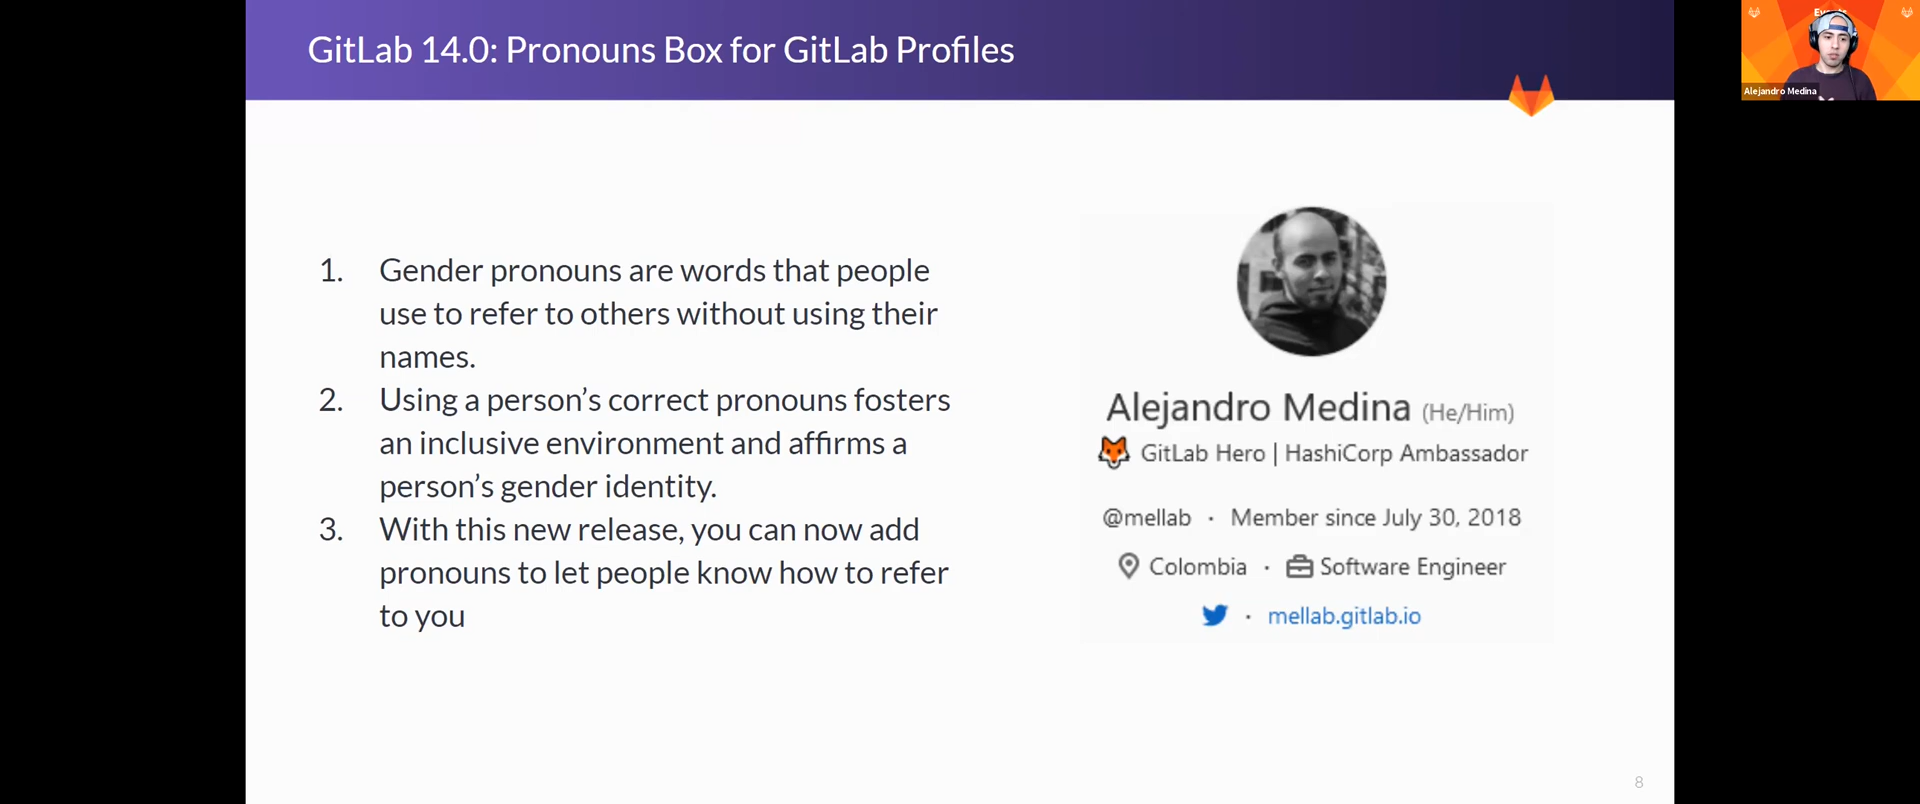 GitLab 14.0: Pronouns Box for GitLab Profiles
Alejandro Medina
1. Gender pronouns are words that people
use to refer to others without using their
names.
2. Using a person’s correct pronouns fosters
an inclusive environment and affirms a
person’s gender identity.
3. With this new release, you can now add
pronouns to let people know how to refer
to you
Alejandro Medina (He/Him)
GitLab Hero | HashiCorp Ambassador
@mellab · Member since July 30, 2018
Colombia · Software Engineer
· mellab.gitlab.io
8